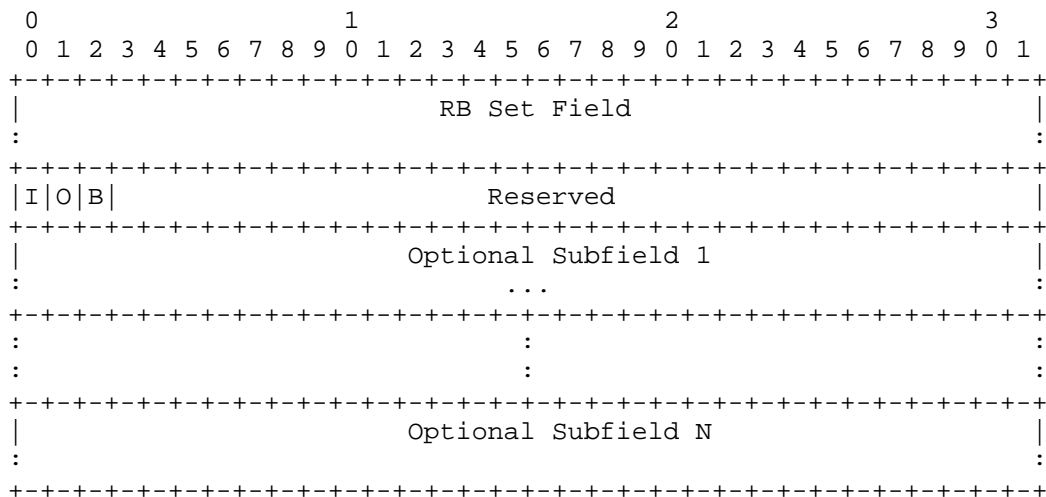 0                   1                   2                   3
 0 1 2 3 4 5 6 7 8 9 0 1 2 3 4 5 6 7 8 9 0 1 2 3 4 5 6 7 8 9 0 1
+-+-+-+-+-+-+-+-+-+-+-+-+-+-+-+-+-+-+-+-+-+-+-+-+-+-+-+-+-+-+-+-+
|                          RB Set Field                         |
:                                                               :
+-+-+-+-+-+-+-+-+-+-+-+-+-+-+-+-+-+-+-+-+-+-+-+-+-+-+-+-+-+-+-+-+
|I|O|B|                       Reserved                          |
+-+-+-+-+-+-+-+-+-+-+-+-+-+-+-+-+-+-+-+-+-+-+-+-+-+-+-+-+-+-+-+-+
|                        Optional Subfield 1                    |
:                              ...                              :
+-+-+-+-+-+-+-+-+-+-+-+-+-+-+-+-+-+-+-+-+-+-+-+-+-+-+-+-+-+-+-+-+
:                               :                               :
:                               :                               :
+-+-+-+-+-+-+-+-+-+-+-+-+-+-+-+-+-+-+-+-+-+-+-+-+-+-+-+-+-+-+-+-+
|                        Optional Subfield N                    |
:                                                               :
+-+-+-+-+-+-+-+-+-+-+-+-+-+-+-+-+-+-+-+-+-+-+-+-+-+-+-+-+-+-+-+-+